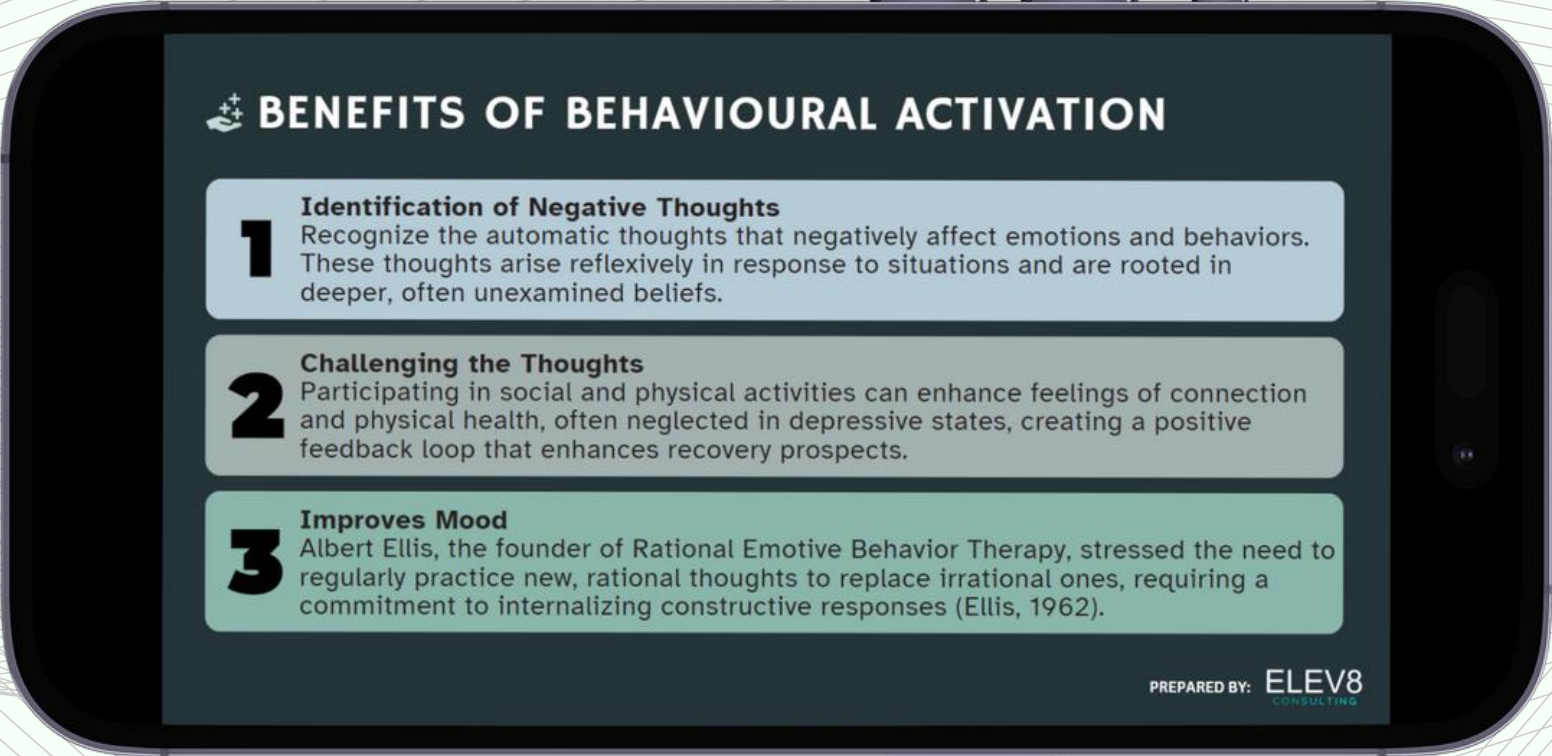 BENEFITS OF BEHAVIOURAL ACTIVATION
1
Identification of Negative Thoughts
Recognize the automatic thoughts that negatively affect emotions and behaviors.
These thoughts arise reflexively in response to situations and are rooted in
deeper, often unexamined beliefs.
2
Challenging the Thoughts
Participating in social and physical activities can enhance feelings of connection
and physical health, often neglected in depressive states, creating a positive
feedback loop that enhances recovery prospects.
3
Improves Mood
Albert Ellis, the founder of Rational Emotive Behavior Therapy, stressed the need to
regularly practice new, rational thoughts to replace irrational ones, requiring a
commitment to internalizing constructive responses (Ellis, 1962).
PREPARED BY: ELEV8
CONSULTING